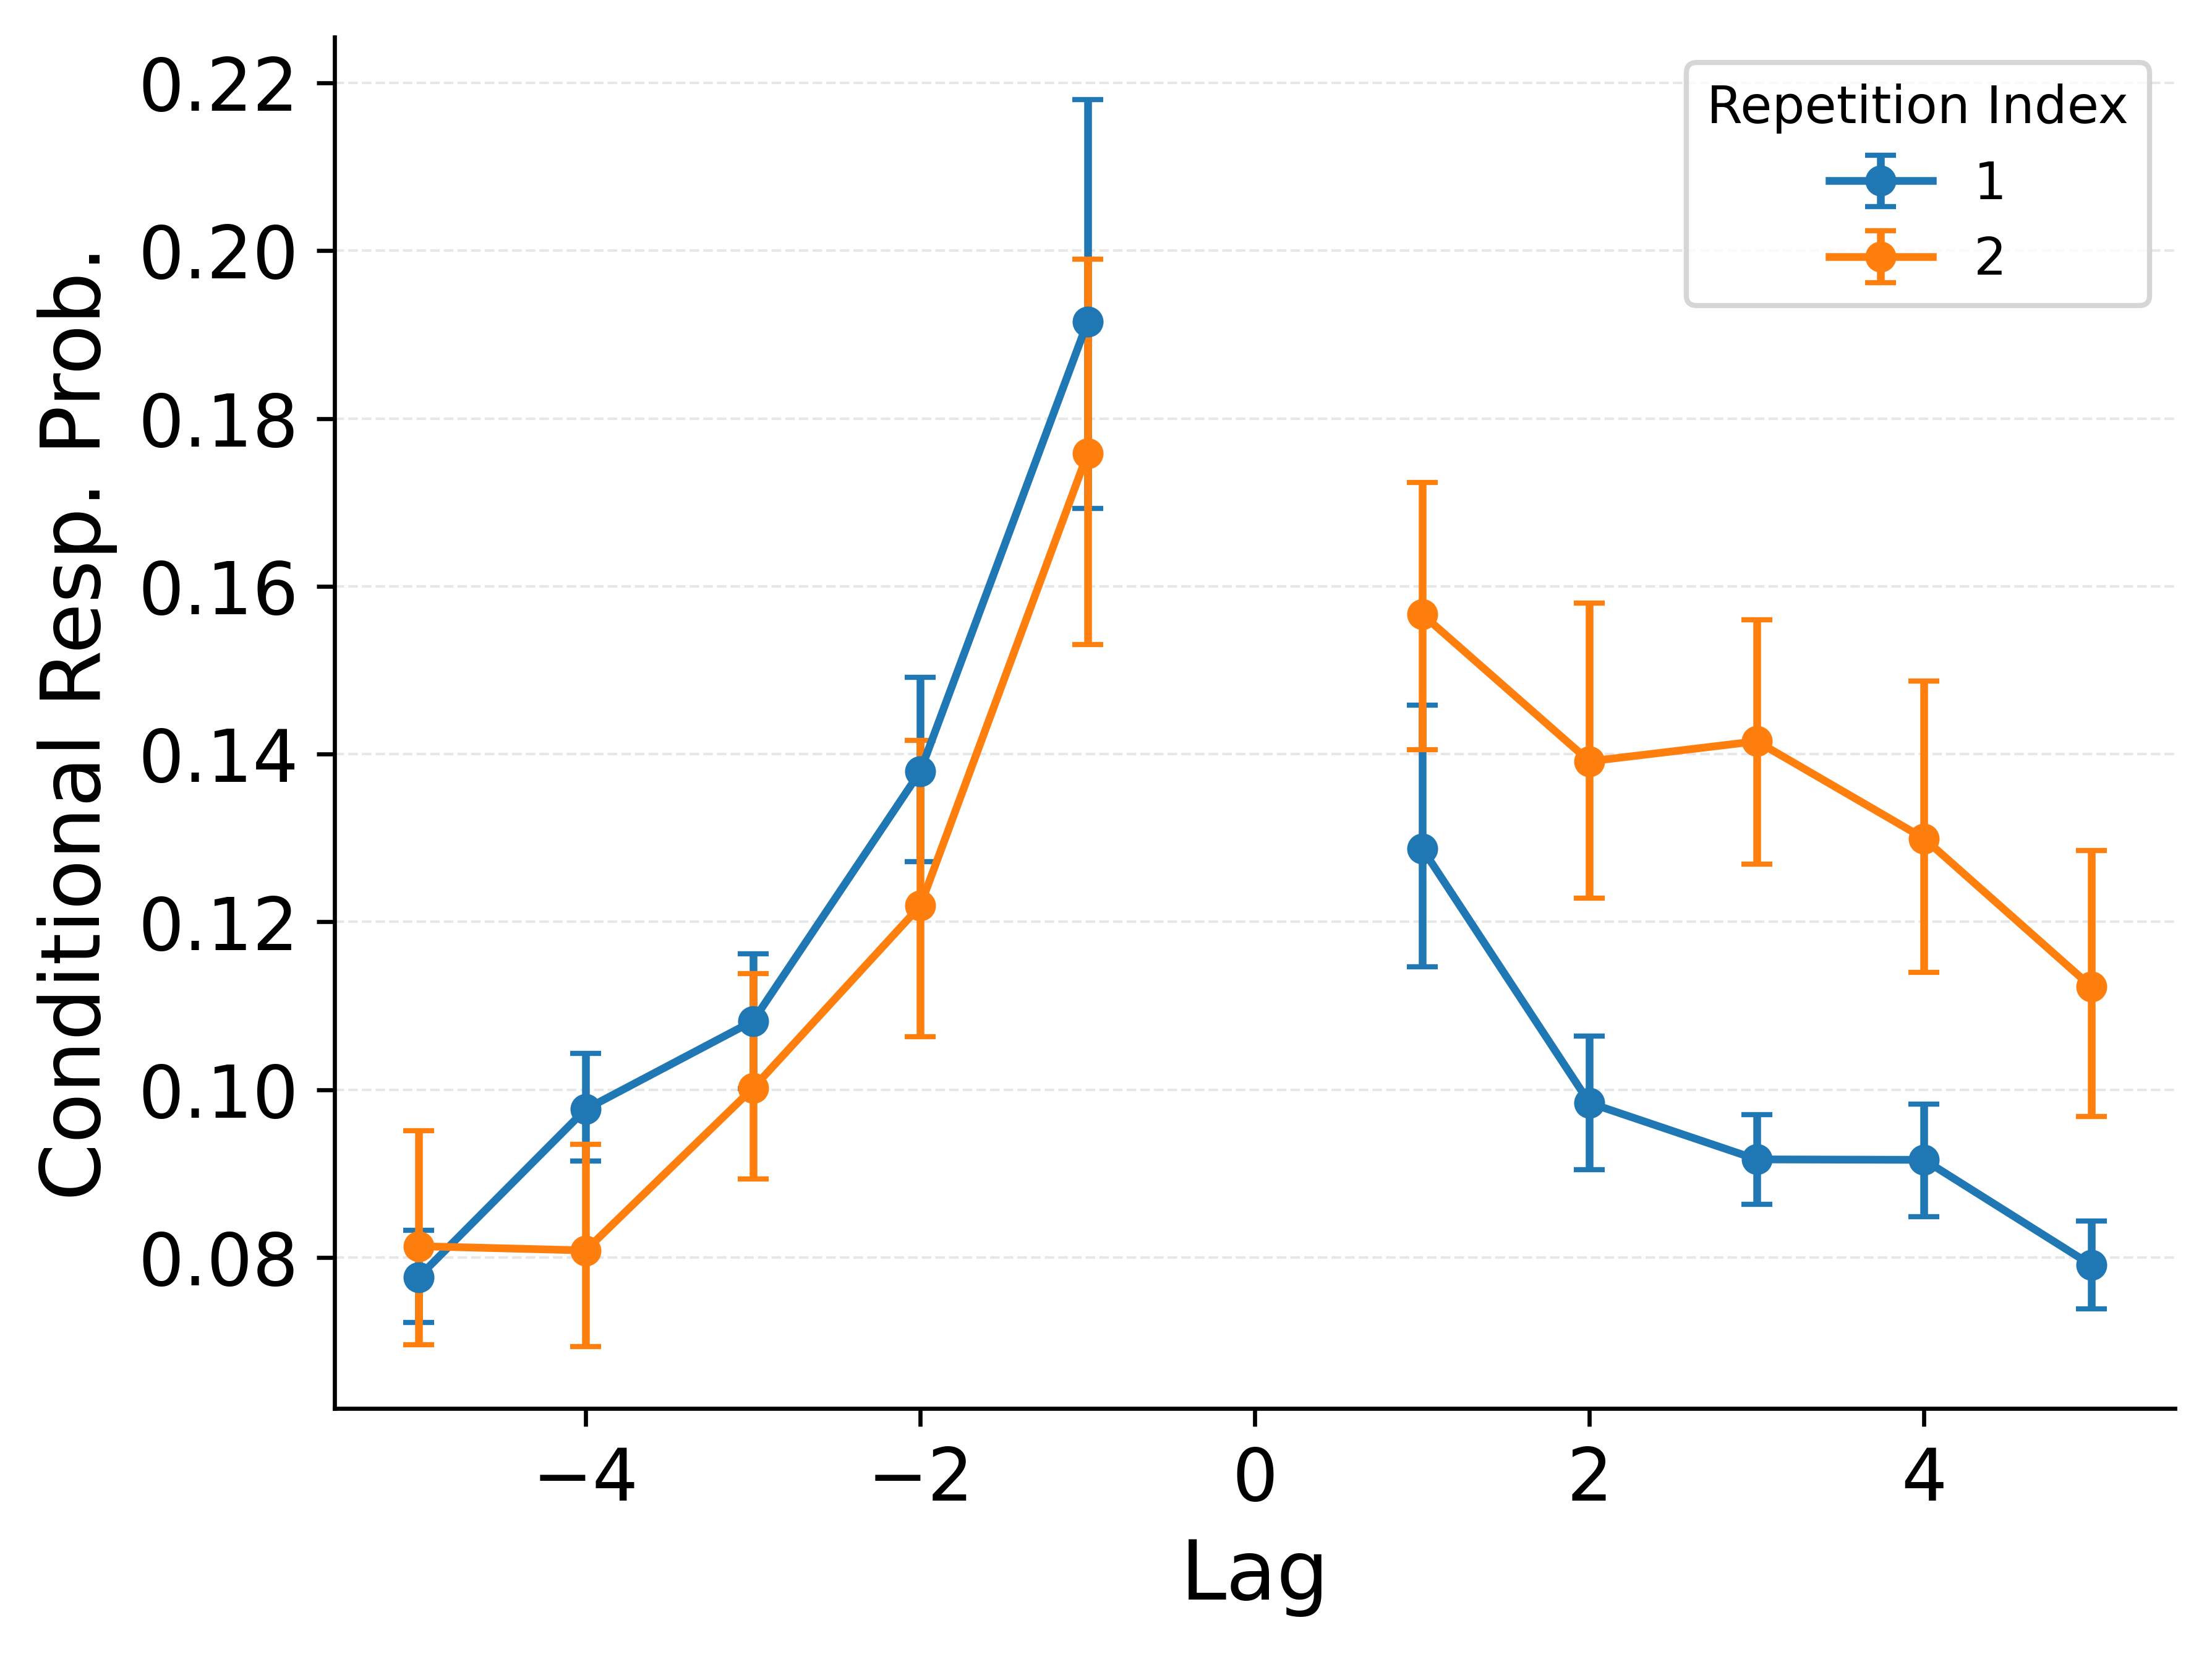 Conditional Resp. Prob.
0.22
0.20
0.18
0.16
0.14
0.12
0.10
0.08
Repetition Index
1
2
−4 −2 0 2 4
Lag